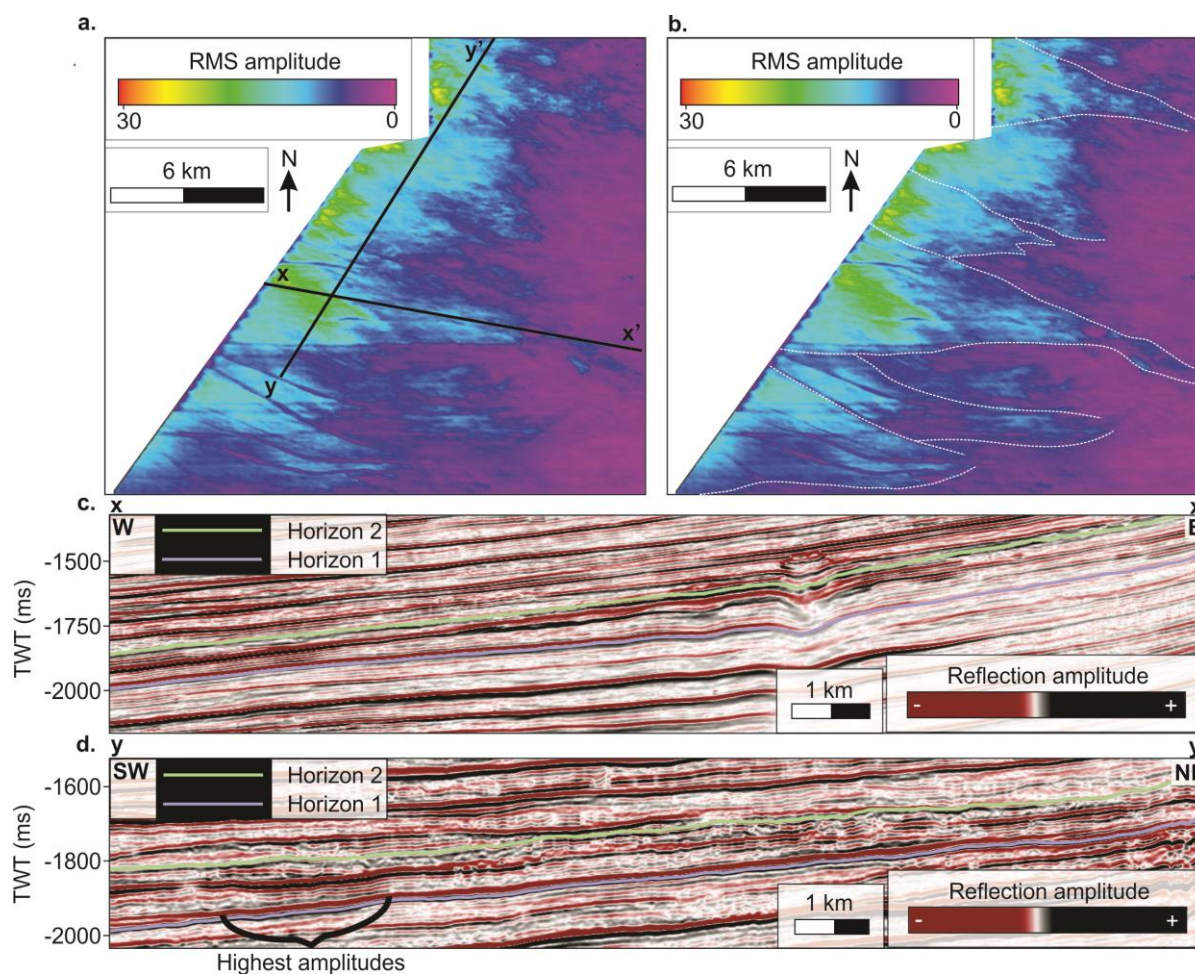 a.
RMS amplitude
30 0
6 km
N
y'
x
x'
y
b.
RMS amplitude
30 0
6 km
N
c.
x
W
Horizon 2
Horizon 1
x
E
TWT (ms)
-1500
-1750
-2000
1 km
Reflection amplitude
- +
d.
y
SW
Horizon 2
Horizon 1
y
TWT (ms)
-1600
-1800
-2000
1 km
Reflection amplitude
- +
Highest amplitudes